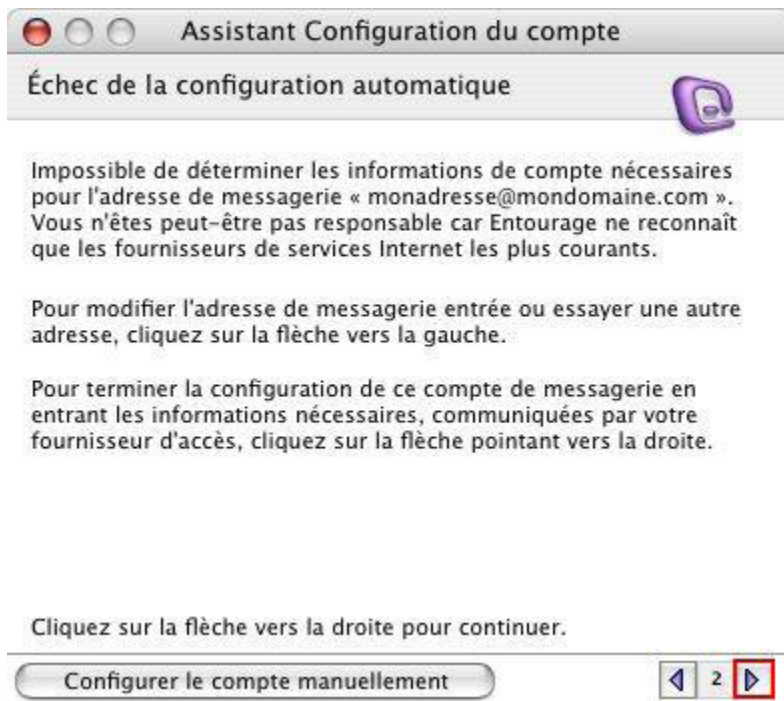 Assistant Configuration du compte
Échec de la configuration automatique
Impossible de déterminer les informations de compte nécessaires
pour l'adresse de messagerie « monadresse@mondomaine.com ».
Vous n'êtes peut-être pas responsable car Entourage ne reconnaît
que les fournisseurs de services Internet les plus courants.
Pour modifier l'adresse de messagerie entrée ou essayer une autre
adresse, cliquez sur la flèche vers la gauche.
Pour terminer la configuration de ce compte de messagerie en
entrant les informations nécessaires, communiquées par votre
fournisseur d'accès, cliquez sur la flèche pointant vers la droite.
Cliquez sur la flèche vers la droite pour continuer.
Configurer le compte manuellement
2